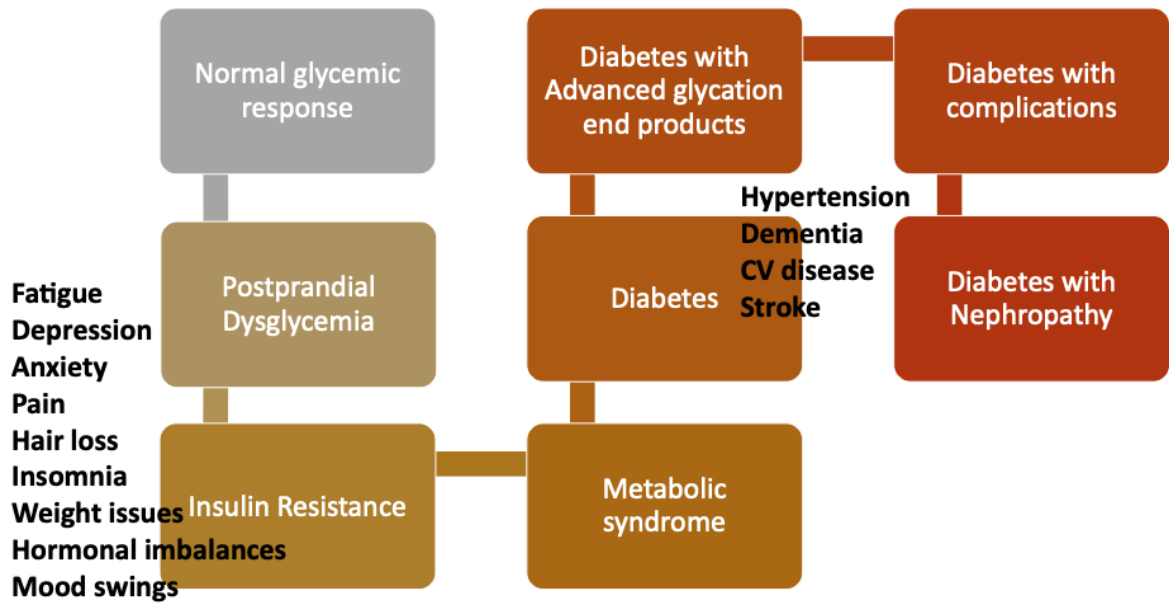 Normal glycemic
response
Postprandial
Dysglycemia
Insulin Resistance
Fatigue
Depression
Anxiety
Pain
Hair loss
Insomnia
Weight issues
Hormonal imbalances
Mood swings
Metabolic
syndrome
Diabetes
Diabetes with
Advanced glycation
end products
Diabetes with
complications
Hypertension
Dementia
CV disease
Stroke
Diabetes with
Nephropathy